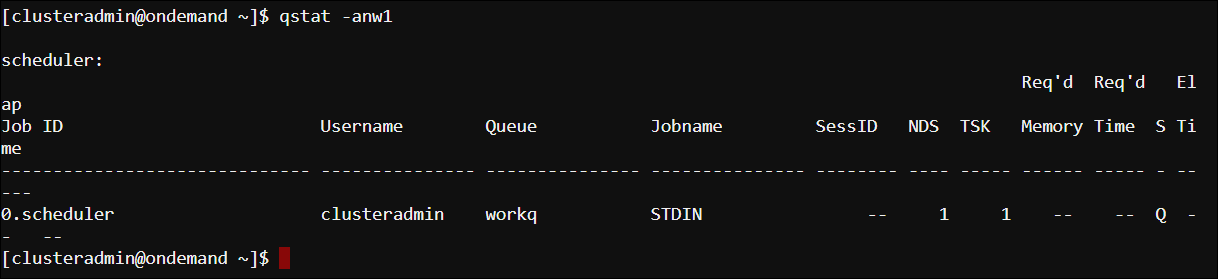 [clusteradmin@ondemand ~]$ qstat -anw1
scheduler:
Req'd Req'd El
ap
Job ID Username Queue Jobname SessID NDS TSK Memory Time S Ti
me
------------------------------ --------------- --------------- --------------- -------- ---- ----- ------ ----- - --
---
0.scheduler clusteradmin workq STDIN -- 1 1 -- -- Q -
- --
[clusteradmin@ondemand ~]$